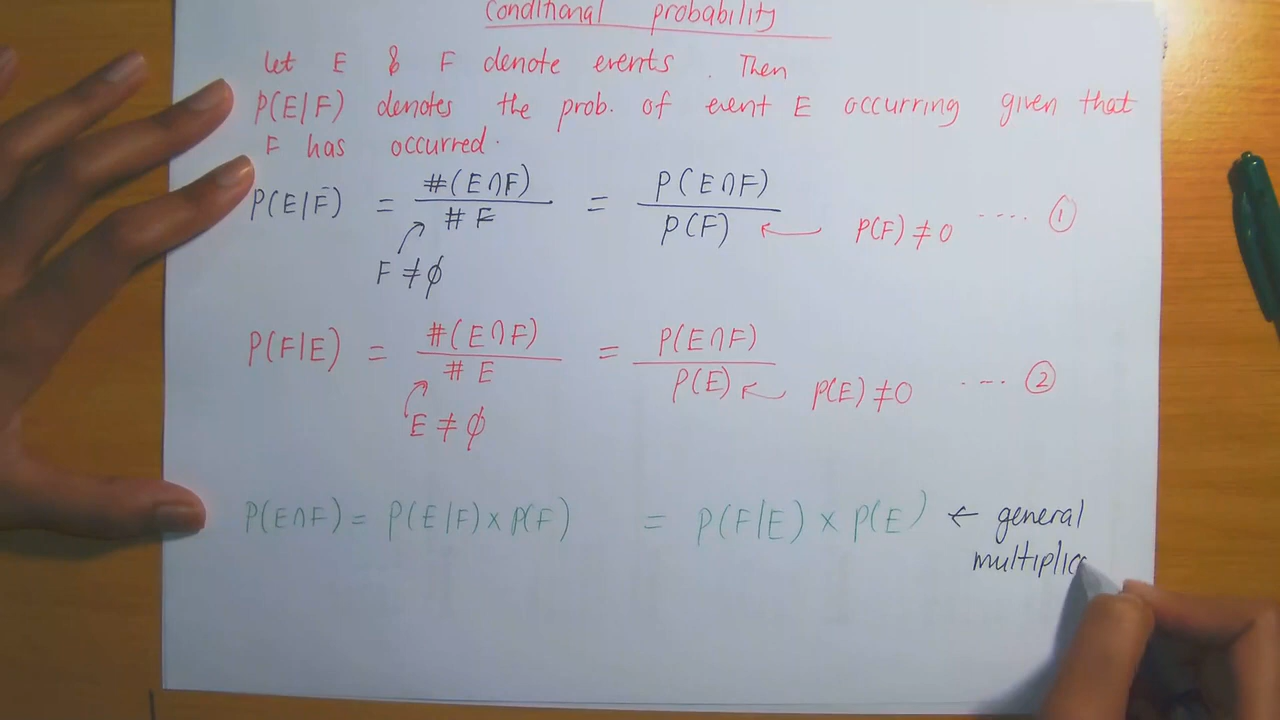 Conditional probability
Let E & F denote events. Then
P(E|F) denotes the prob. of event E occurring given that
F has occurred.
P(E|F) = #(E∩F) / # F = P(E∩F) / P(F) ← P(F) ≠ 0 .... ①
F ≠ ϕ
P(F|E) = #(E∩F) / # E = P(E∩F) / P(E) ← P(E) ≠ 0 .... ②
E ≠ ϕ
P(E∩F) = P(E|F) × P(F) = P(F|E) × P(E) ← general
multiplica